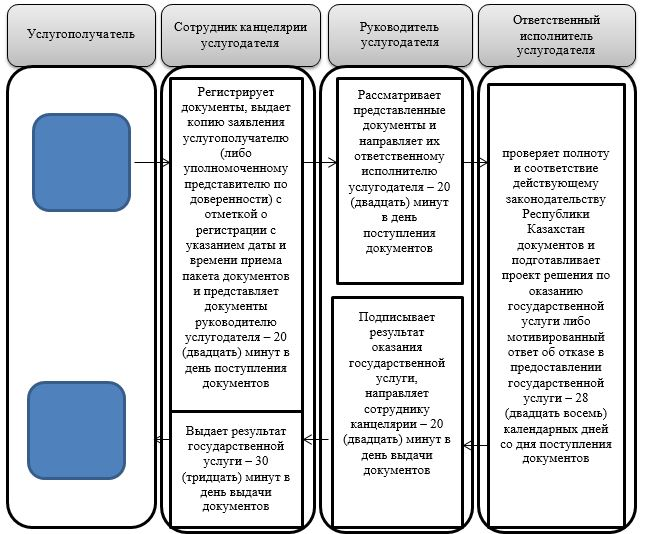 Услугополучатель
Сотрудник канцелярии
услугодателя
Руководитель
услугодателя
Ответственный
исполнитель
услугодателя
Регистрирует
документы, выдает
копию заявления
услугополучателю
(либо
уполномоченному
представителю по
доверенности) с
отметкой о
регистрации с
указанием даты и
времени приема
пакета документов
и представляет
документы
руководителю
услугодателя – 20
(двадцать) минут в
день поступления
документов
Рассматривает
представленные
документы и
направляет их
ответственному
исполнителю
услугодателя – 20
(двадцать) минут
в день
поступления
документов
проверяет полноту
и соответствие
действующему
законодательству
Республики
Казахстан
документов и
подготавливает
проект решения по
оказанию
государственной
услуги либо
мотивированный
ответ об отказе в
предоставлении
государственной
услуги – 28
(двадцать восемь)
календарных дней
со дня поступления
документов
Подписывает
результат
оказания
государственной
услуги,
направляет
сотруднику
канцелярии – 20
(двадцать) минут в
день выдачи
документов
Выдает результат
государственной
услуги – 30
(тридцать) минут в
день выдачи
документов